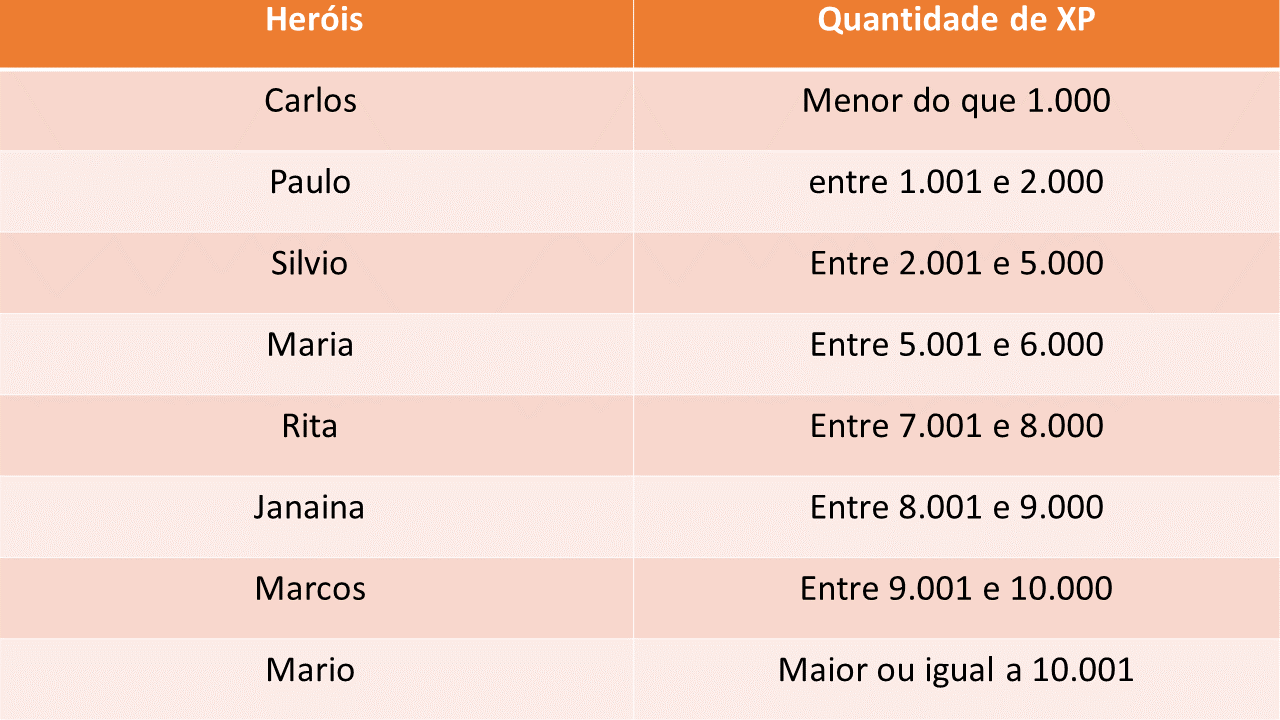 Heróis Quantidade de XP
Carlos Menor do que 1.000
Paulo entre 1.001 e 2.000
Silvio Entre 2.001 e 5.000
Maria Entre 5.001 e 6.000
Rita Entre 7.001 e 8.000
Janaina Entre 8.001 e 9.000
Marcos Entre 9.001 e 10.000
Mario Maior ou igual a 10.001